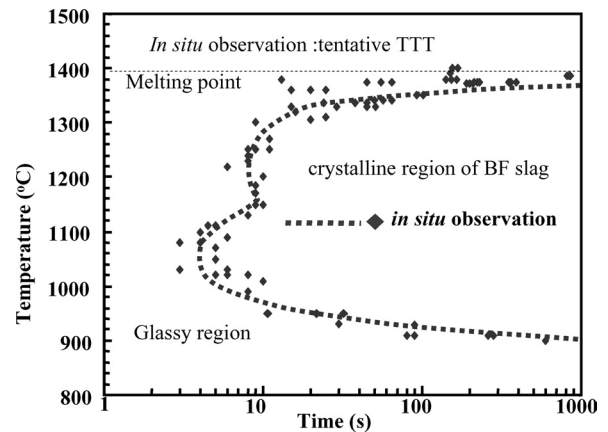 1500
In situ observation :tentative TTT
1400
Melting point
1300
crystalline region of BF slag
1200
in situ observation
1100
1000
Glassy region
900
800
Temperature (°C)
1 10 100 1000
Time (s)